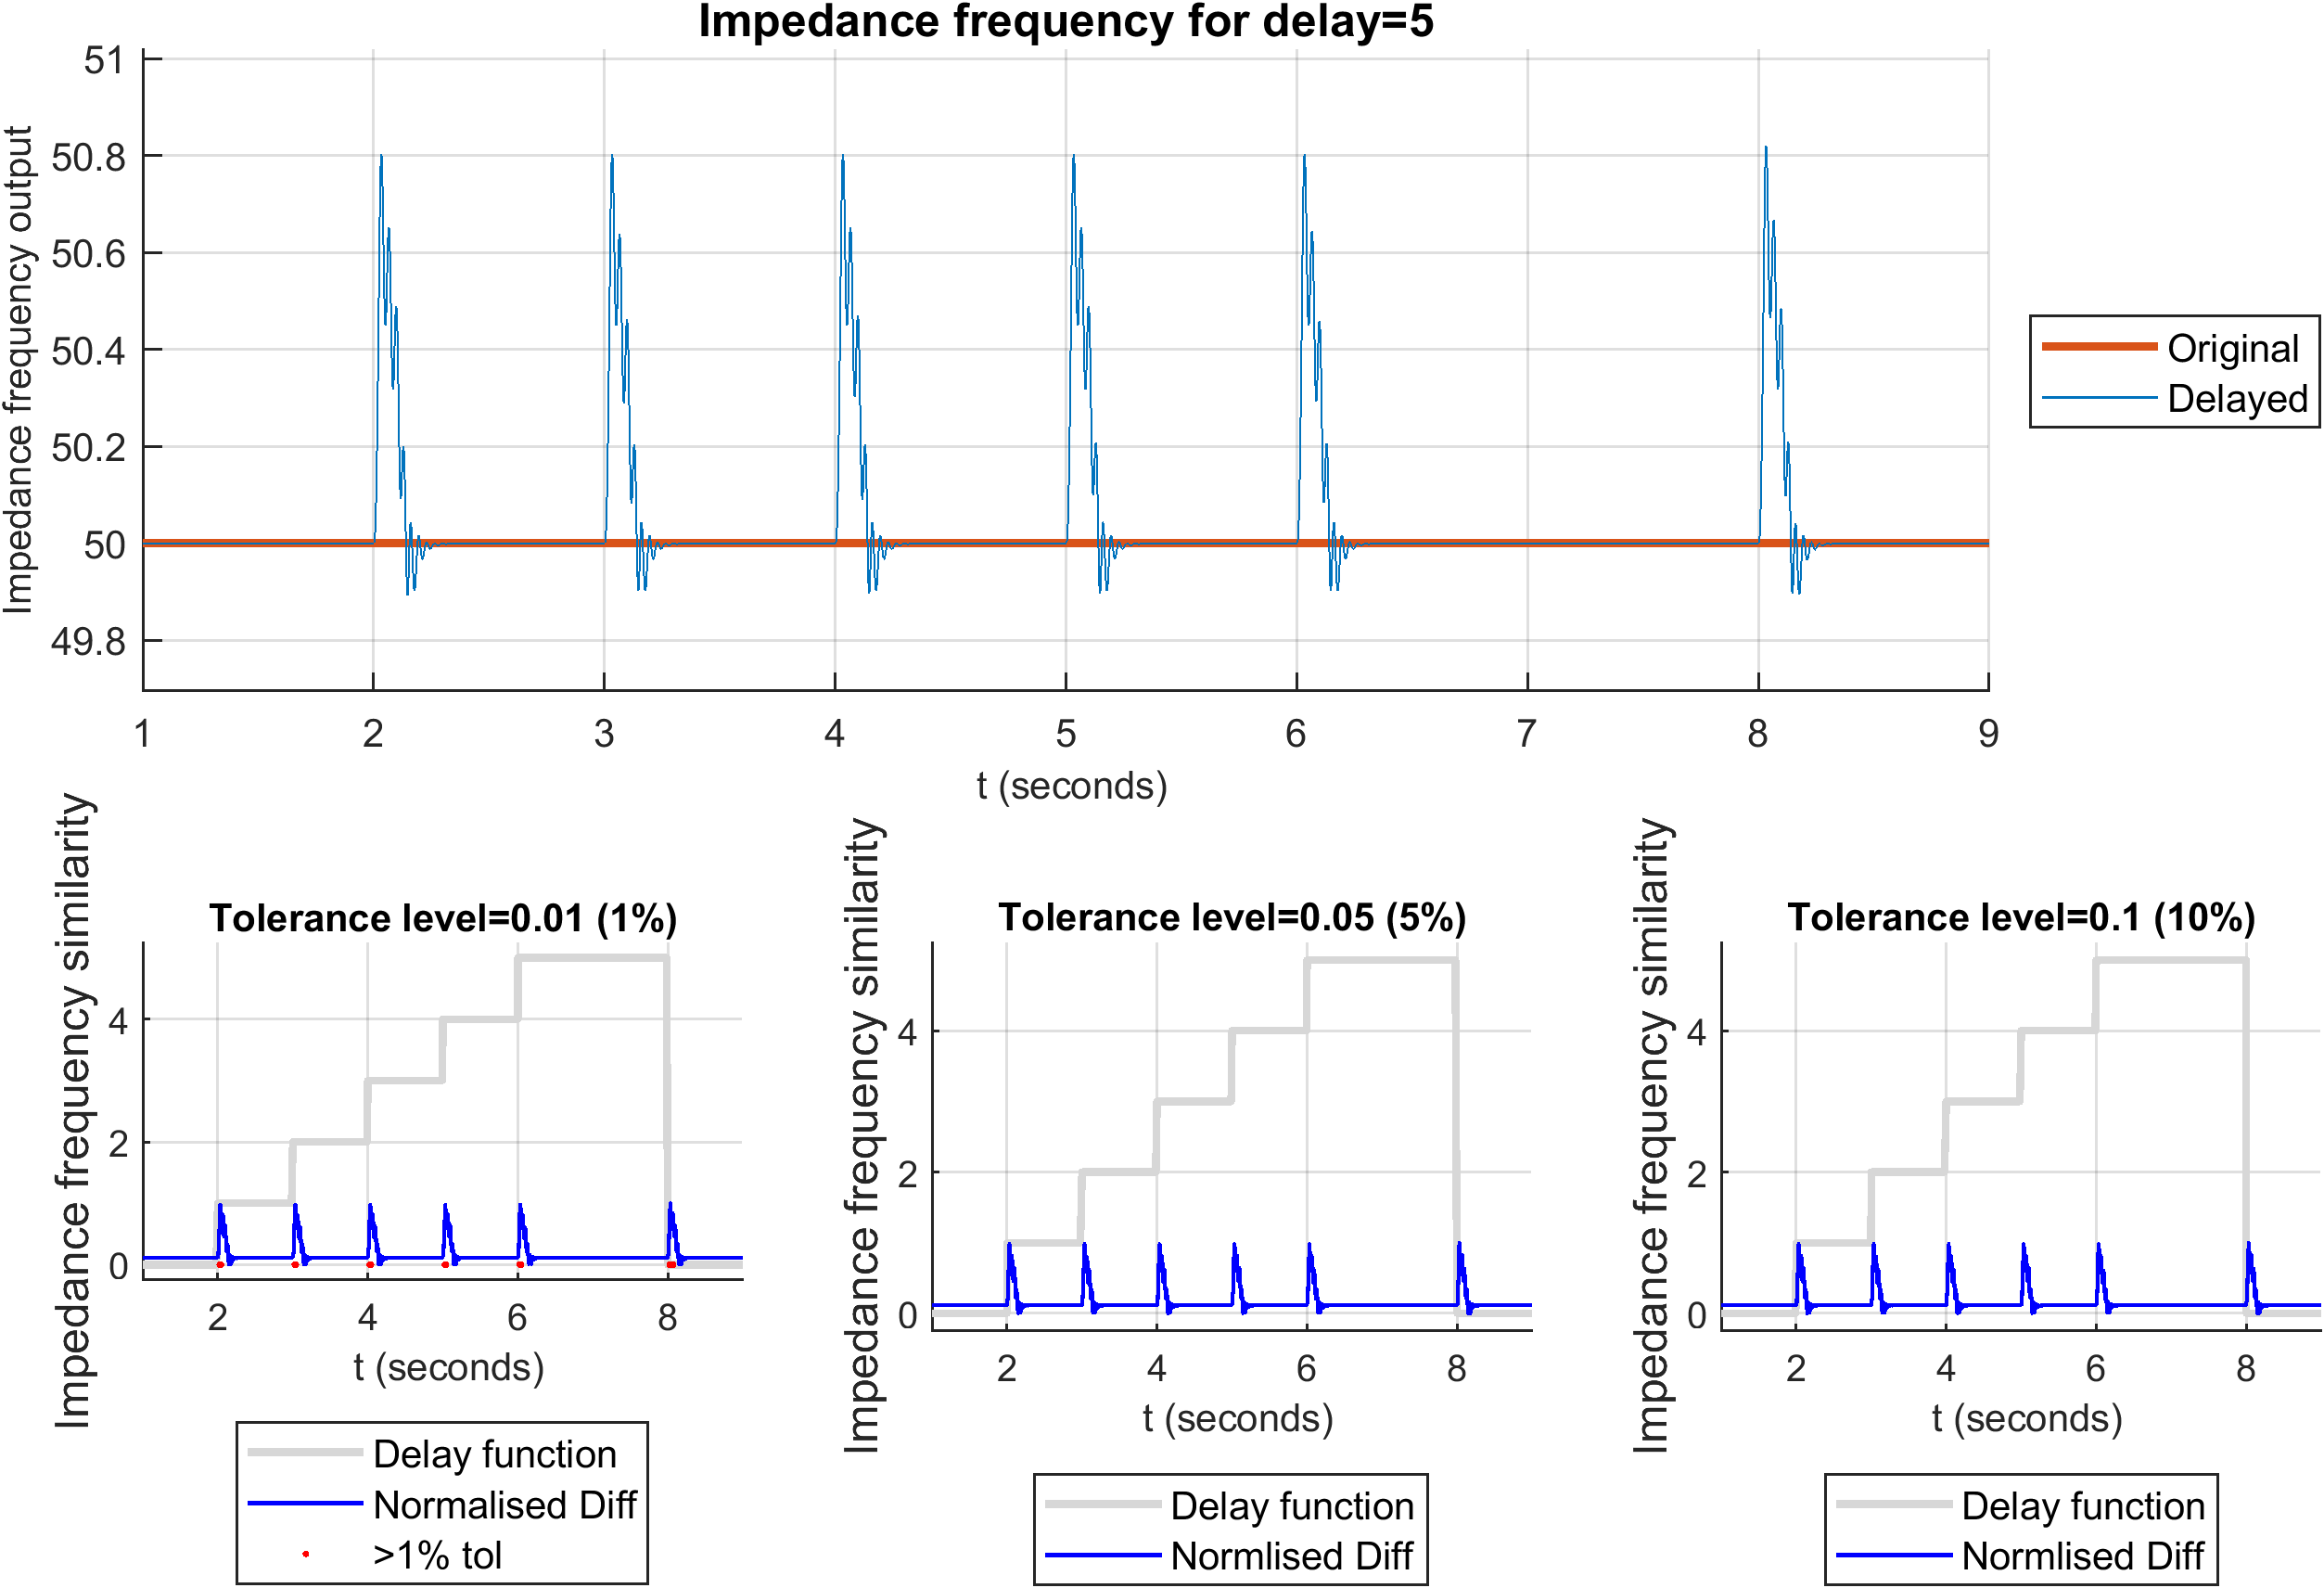 Impedance frequency for delay=5
Impedance frequency output
51
50.8
50.6
50.4
50.2
50
49.8
1 2 3 4 5 6 7 8 9
t (seconds)
Original
Delayed
Tolerance level=0.01 (1%)
Impedance frequency similarity
4
2
0
2 4 6 8
t (seconds)
Delay function
Normalised Diff
>1% tol
Tolerance level=0.05 (5%)
Impedance frequency similarity
4
2
0
2 4 6 8
t (seconds)
Delay function
Normlised Diff
Tolerance level=0.1 (10%)
Impedance frequency similarity
4
2
0
2 4 6 8
t (seconds)
Delay function
Normlised Diff